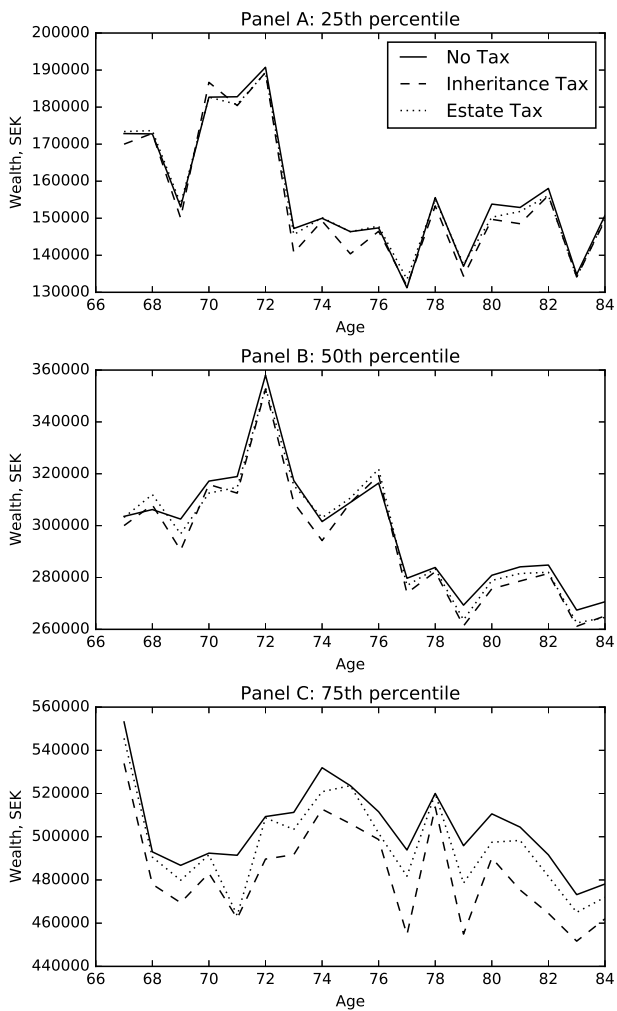 Panel A: 25th percentile
200000
190000
180000
170000
160000
150000
140000
130000
Wealth, SEK
No Tax
Inheritance Tax
Estate Tax
66 68 70 72 74 76 78 80 82 84
Age
Panel B: 50th percentile
360000
340000
320000
300000
280000
260000
Wealth, SEK
66 68 70 72 74 76 78 80 82 84
Age
Panel C: 75th percentile
560000
540000
520000
500000
480000
460000
440000
Wealth, SEK
66 68 70 72 74 76 78 80 82 84
Age